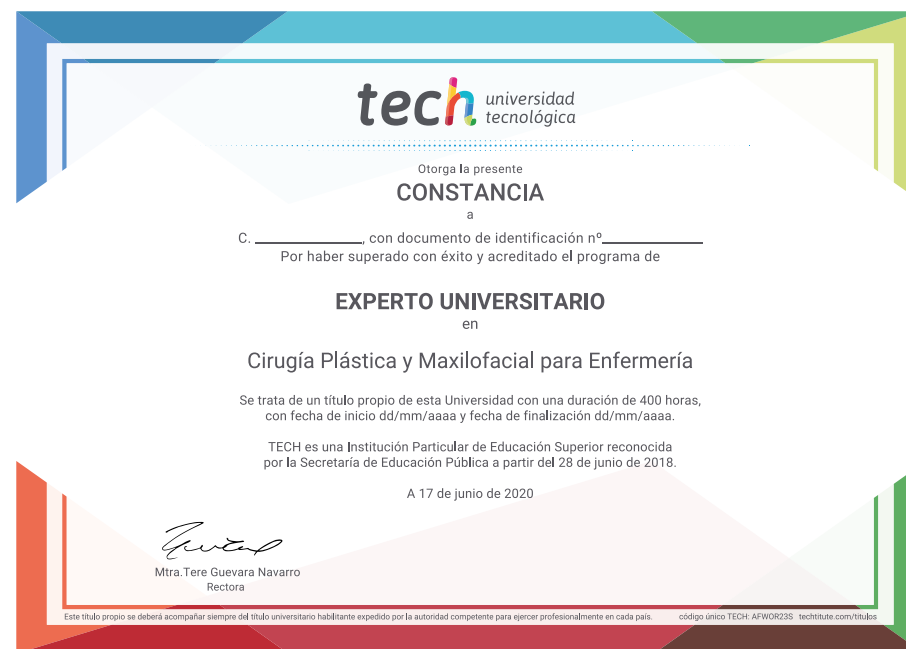 tech universidad
tecnológica
Otorga la presente
CONSTANCIA
a
C. ____________, con documento de identificación nº____________
Por haber superado con éxito y acreditado el programa de
EXPERTO UNIVERSITARIO
en
Cirugía Plástica y Maxilofacial para Enfermería
Se trata de un título propio de esta Universidad con una duración de 400 horas,
con fecha de inicio dd/mm/aaaa y fecha de finalización dd/mm/aaaa.
TECH es una Institución Particular de Educación Superior reconocida
por la Secretaría de Educación Pública a partir del 28 de junio de 2018.
A 17 de junio de 2020
Mtra.Tere Guevara Navarro
Rectora
Este título propio se deberá acompañar siempre del título universitario habilitante expedido por la autoridad competente para ejercer profesionalmente en cada país. código único TECH: AFWOR23S techtitute.com/titulos